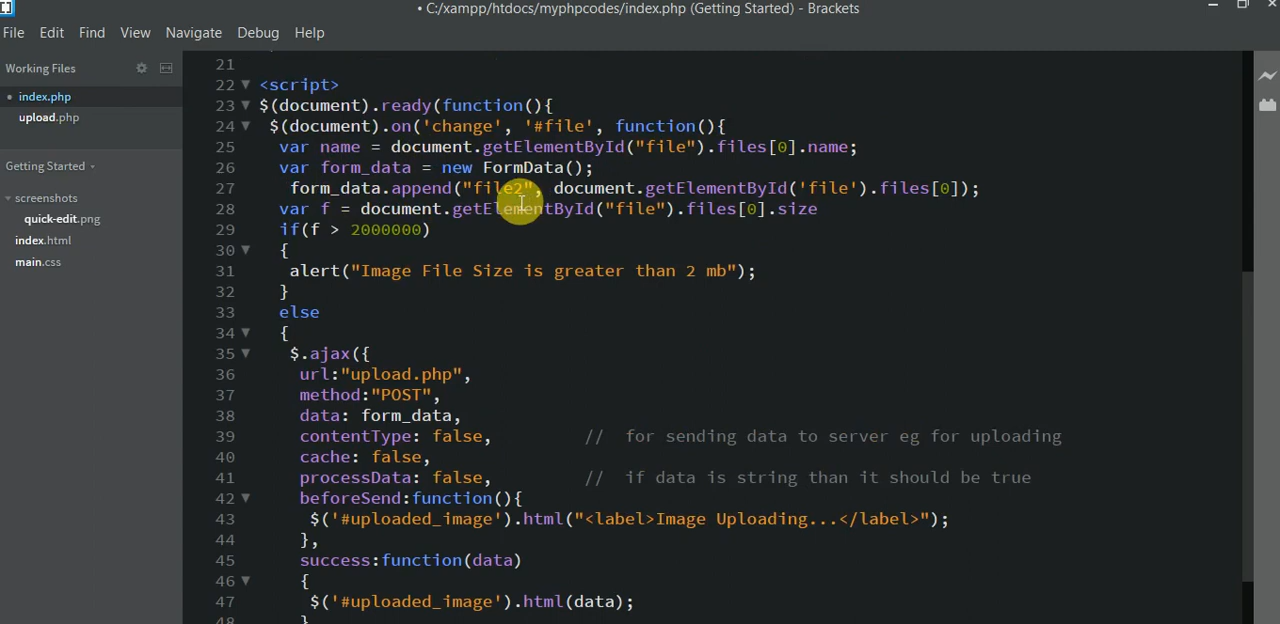 • C:/xampp/htdocs/myphpcodes/index.php (Getting Started) - Brackets
File Edit Find View Navigate Debug Help
Working Files
• index.php
upload.php
Getting Started
screenshots
quick-edit.png
index.html
main.css
21
22 <script>
23 $(document).ready(function(){
24 $(document).on('change', '#file', function(){
25 var name = document.getElementById("file").files[0].name;
26 var form_data = new FormData();
27 form_data.append("file2", document.getElementById('file').files[0]);
28 var f = document.getElementById("file").files[0].size
29 if(f > 2000000)
30 {
31 alert("Image File Size is greater than 2 mb");
32 }
33 else
34 {
35 $.ajax({
36 url:"upload.php",
37 method:"POST",
38 data: form_data,
39 contentType: false, // for sending data to server eg for uploading
40 cache: false,
41 processData: false, // if data is string than it should be true
42 beforeSend:function(){
43 $('#uploaded_image').html("<label>Image Uploading...</label>");
44 },
45 success:function(data)
46 {
47 $('#uploaded_image').html(data);
48 }